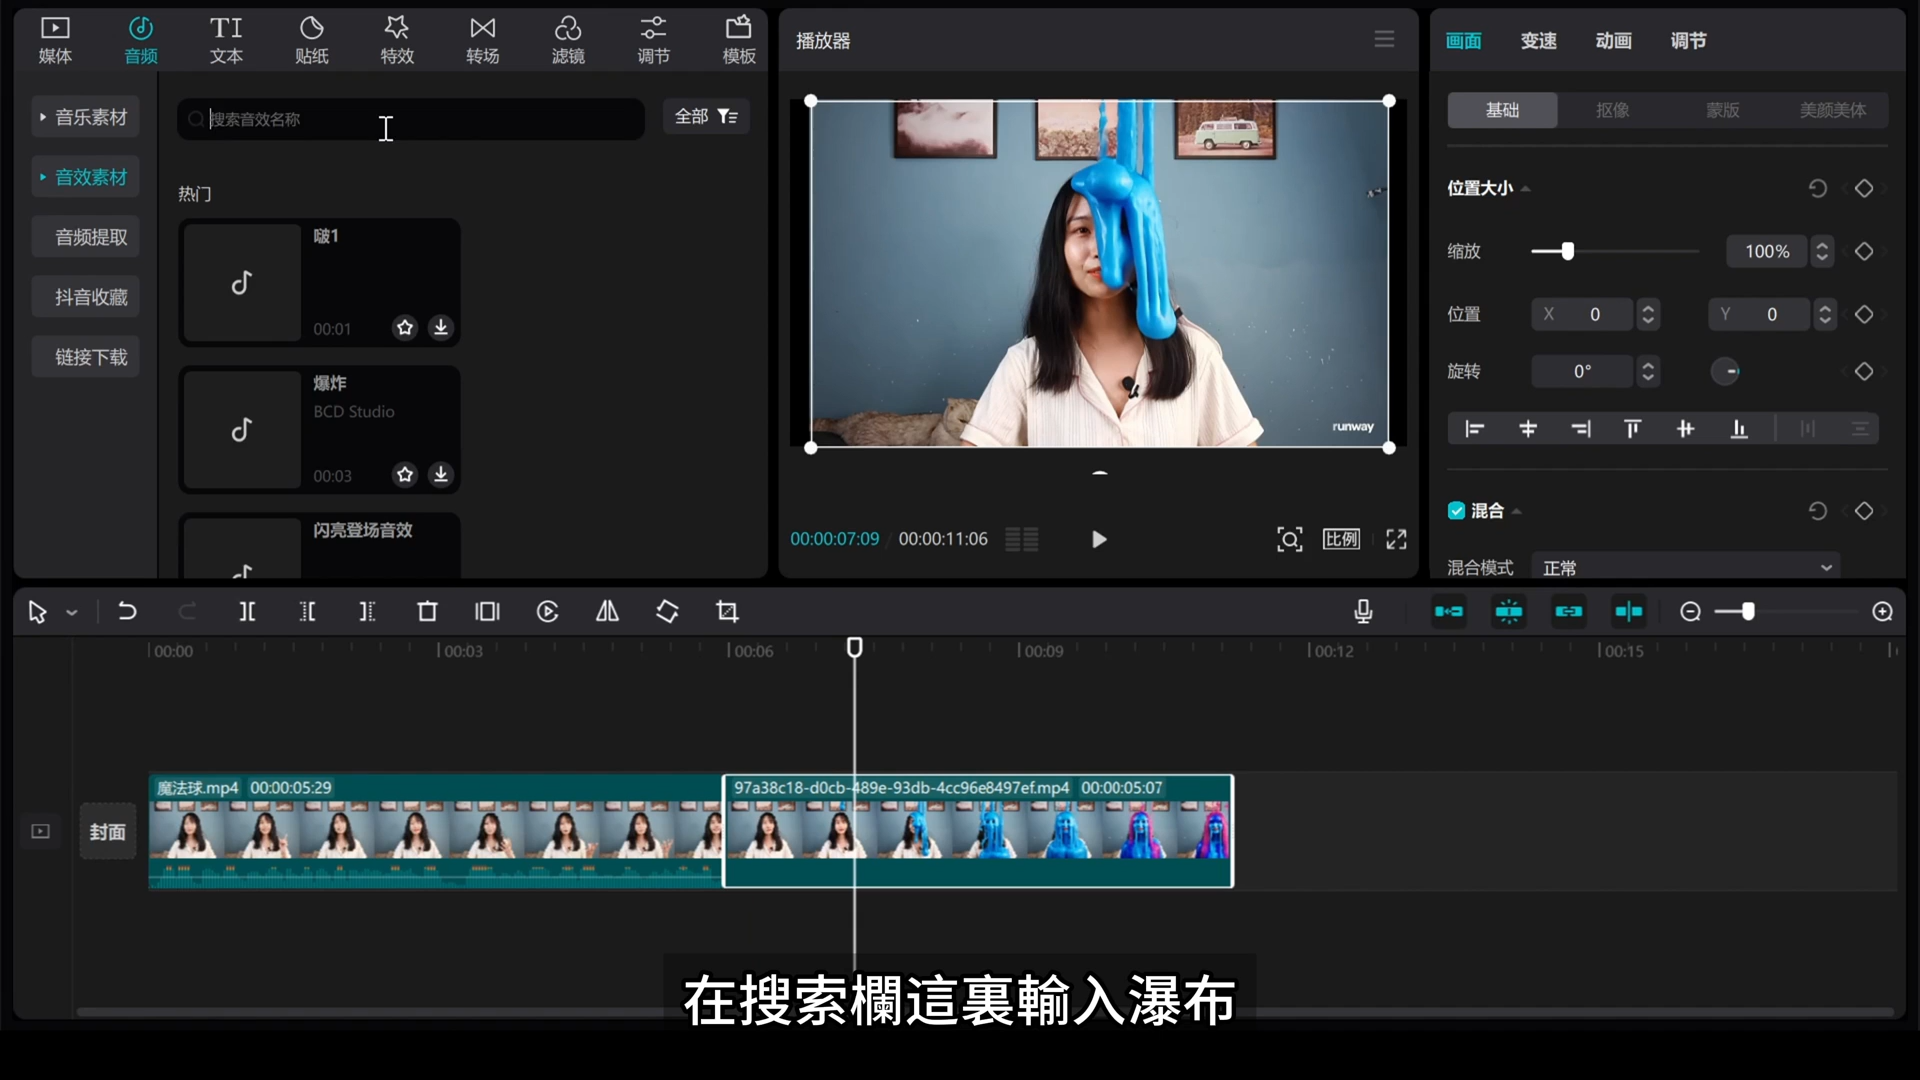 媒体
音频
TI
文本
贴纸
特效
转场
滤镜
调节
模板
音乐素材
音效素材
音频提取
抖音收藏
链接下载
搜索音效名称
全部
热门
啵1
00:01
爆炸
BCD Studio
00:03
闪亮登场音效
播放器
runway
00:00:07:09 / 00:00:11:06
比例
画面
变速
动画
调节
基础
抠像
蒙版
美颜美体
位置大小
缩放
100%
位置
X 0
Y 0
旋转
0°
混合
混合模式
正常
00:00
00:03
00:06
00:09
00:12
00:15
封面
魔法球.mp4 00:00:05:29
97a38c18-d0cb-489e-93db-4cc96e8497ef.mp4 00:00:05:07
在搜索欄這裏輸入瀑布